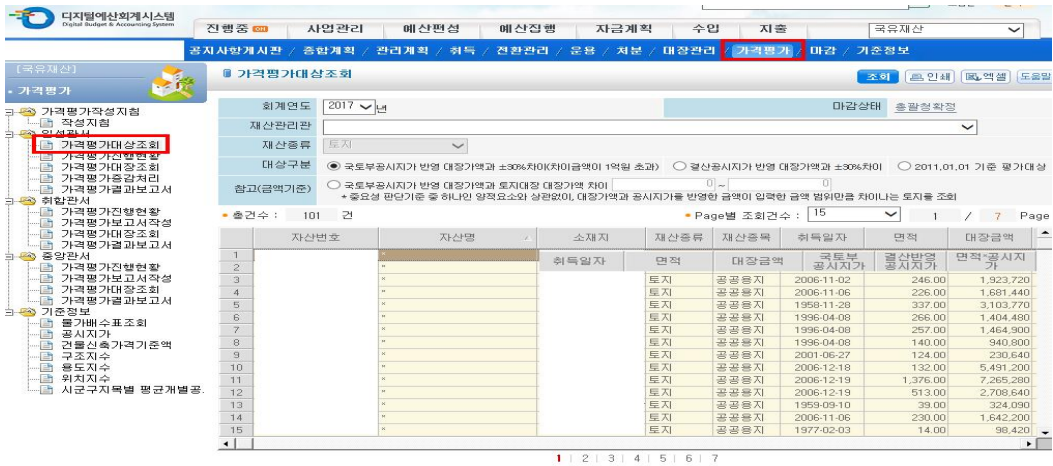 디지털예산회계시스템
Digital Budget & Accounting System
진행중 ON 사업관리 예산편성 예산집행 자금계획 수입 지출 국유재산
공지사항게시판 / 종합계획 / 관리계획 / 취득 / 전환관리 / 운용 / 처분 / 대장관리 / 가격평가 / 마감 / 기준정보
[국유재산]
• 가격평가
가격평가작성지침
작성지침
일선관서
가격평가대상조회
가격평가진행현황
가격평가대장조회
가격평가증감처리
가격평가결과보고서
취합관서
가격평가진행현황
가격평가보고서작성
가격평가대장조회
가격평가결과보고서
중앙관서
가격평가진행현황
가격평가보고서작성
가격평가대장조회
가격평가결과보고서
기준정보
물가배수표조회
공시지가
건물신축가격기준액
구조지수
용도지수
위치지수
시군구지목별 평균개별공.
가격평가대상조회
조회 인쇄 엑셀 도움말
회계연도 2017 년 마감상태 총괄청확정
재산관리관
재산종류 토지
대상구분 국토부공시지가 반영 대장가액과 ±30%차이(차이금액이 1억원 초과) 결산공시지가 반영 대장가액과 ±30%차이 2011,01,01 기준 평가대상
참고(금액기준) 국토부공시지가 반영 대장가액과 토지대장 대장가액 차이 0 ~ 0
* 중요성 판단기준 중 하나인 양적요소와 상관없이, 대장가액과 공시지가를 반영한 금액이 입력한 금액 범위만큼 차이나는 토지를 조회
• 총건수 : 101 건 • Page별 조회건수 : 15 1 / 7 Page
자산번호 자산명 소재지 재산종류 재산종목 취득일자 면적 대장금액
취득일자 면적 대장금액 국토부공시지가 결산반영공시지가 면적*공시지가
1 *
2 *
3 * 토지 공공용지 2006-11-02 246.00 1,923,720
4 * 토지 공공용지 2006-11-06 226.00 1,681,440
5 * 토지 공공용지 1958-11-28 337.00 3,103,770
6 * 토지 공공용지 1996-04-08 266.00 1,404,480
7 * 토지 공공용지 1996-04-08 257.00 1,464,900
8 * 토지 공공용지 1996-04-08 140.00 940,800
9 * 토지 공공용지 2001-06-27 124.00 230,640
10 * 토지 공공용지 2006-12-18 132.00 5,491,200
11 * 토지 공공용지 2006-12-19 1,376.00 7,265,280
12 * 토지 공공용지 2006-12-19 513.00 2,708,640
13 * 토지 공공용지 1959-09-10 39.00 324,090
14 * 토지 공공용지 2006-11-06 230.00 1,642,200
15 * 토지 공공용지 1977-02-03 14.00 98,420
1 | 2 | 3 | 4 | 5 | 6 | 7